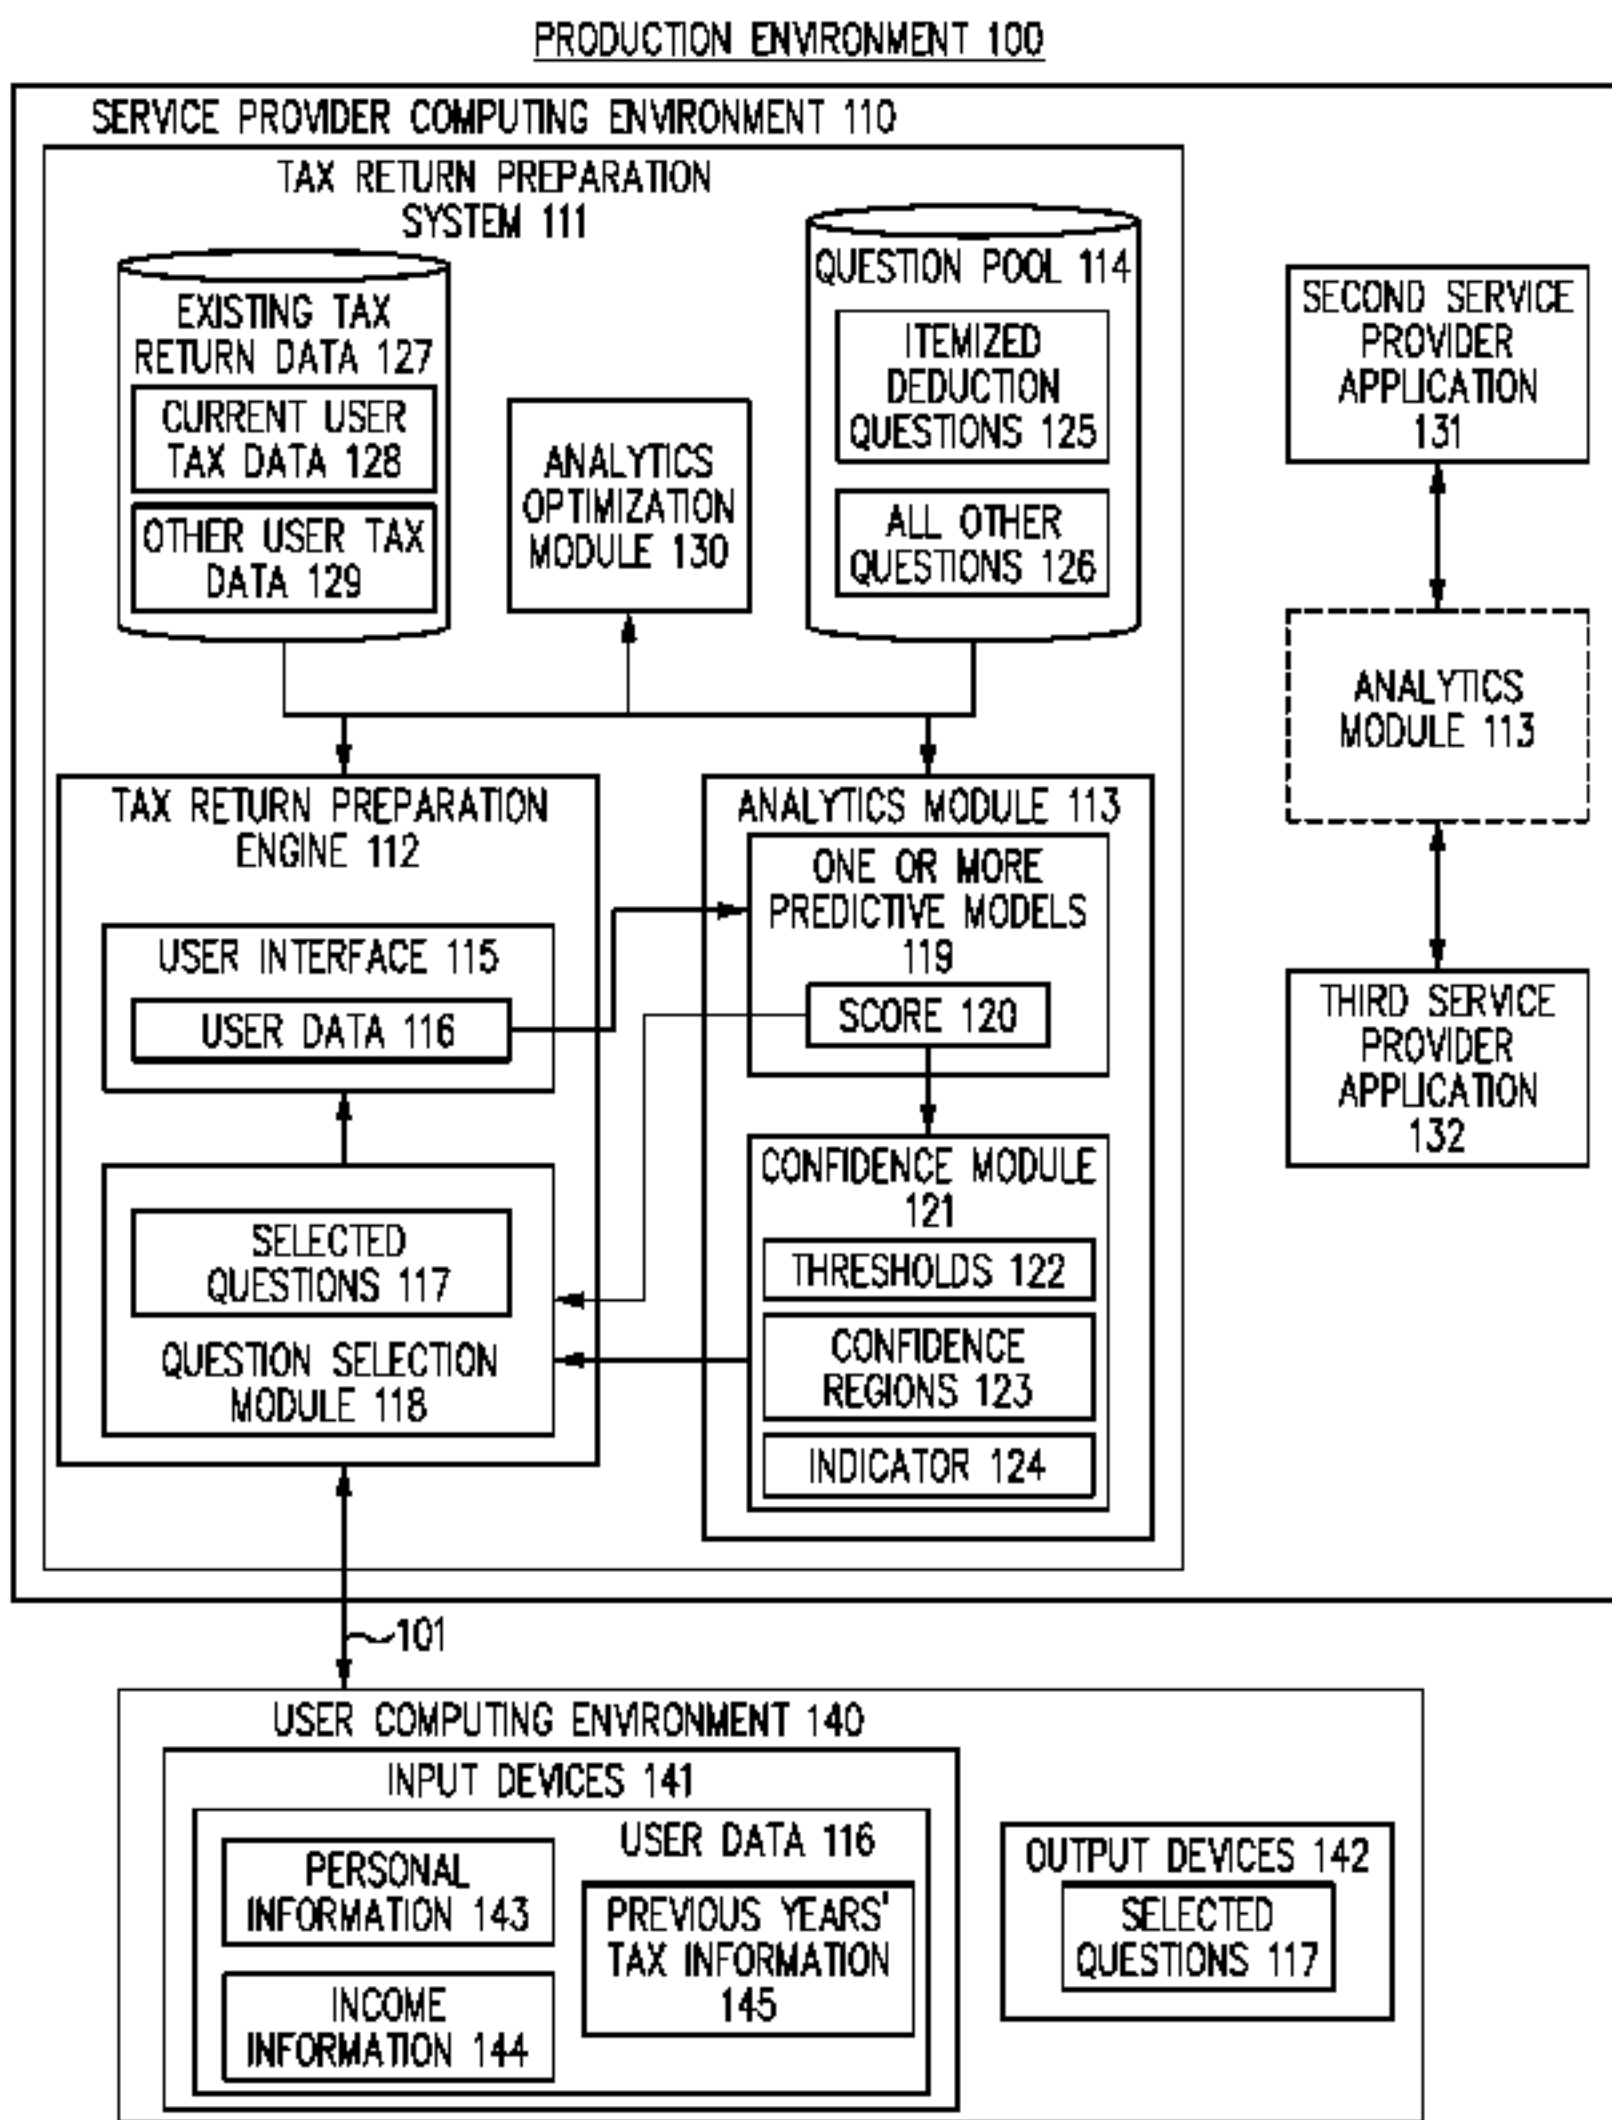 PRODUCTION ENVIRONMENT 100
SERVICE PROVIDER COMPUTING ENVIRONMENT 110
TAX RETURN PREPARATION
SYSTEM 111
EXISTING TAX
RETURN DATA 127
CURRENT USER
TAX DATA 128
OTHER USER TAX
DATA 129
ANALYTICS
OPTIMIZATION
MODULE 130
QUESTION POOL 114
ITEMIZED
DEDUCTION
QUESTIONS 125
ALL OTHER
QUESTIONS 126
SECOND SERVICE
PROVIDER
APPLICATION
131
ANALYTICS
MODULE 113
THIRD SERVICE
PROVIDER
APPLICATION
132
TAX RETURN PREPARATION
ENGINE 112
USER INTERFACE 115
USER DATA 116
SELECTED
QUESTIONS 117
QUESTION SELECTION
MODULE 118
ANALYTICS MODULE 113
ONE OR MORE
PREDICTIVE MODELS
119
SCORE 120
CONFIDENCE MODULE
121
THRESHOLDS 122
CONFIDENCE
REGIONS 123
INDICATOR 124
101
USER COMPUTING ENVIRONMENT 140
INPUT DEVICES 141
USER DATA 116
PERSONAL
INFORMATION 143
INCOME
INFORMATION 144
PREVIOUS YEARS'
TAX INFORMATION
145
OUTPUT DEVICES 142
SELECTED
QUESTIONS 117